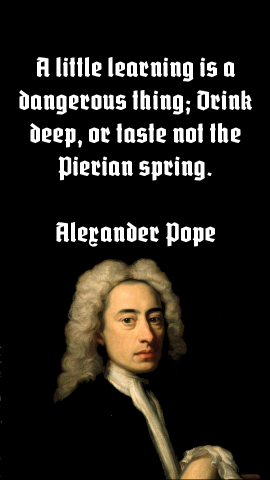 A little learning is a
dangerous thing; Drink
deep, or taste not the
Pierian spring.
Alexander Pope